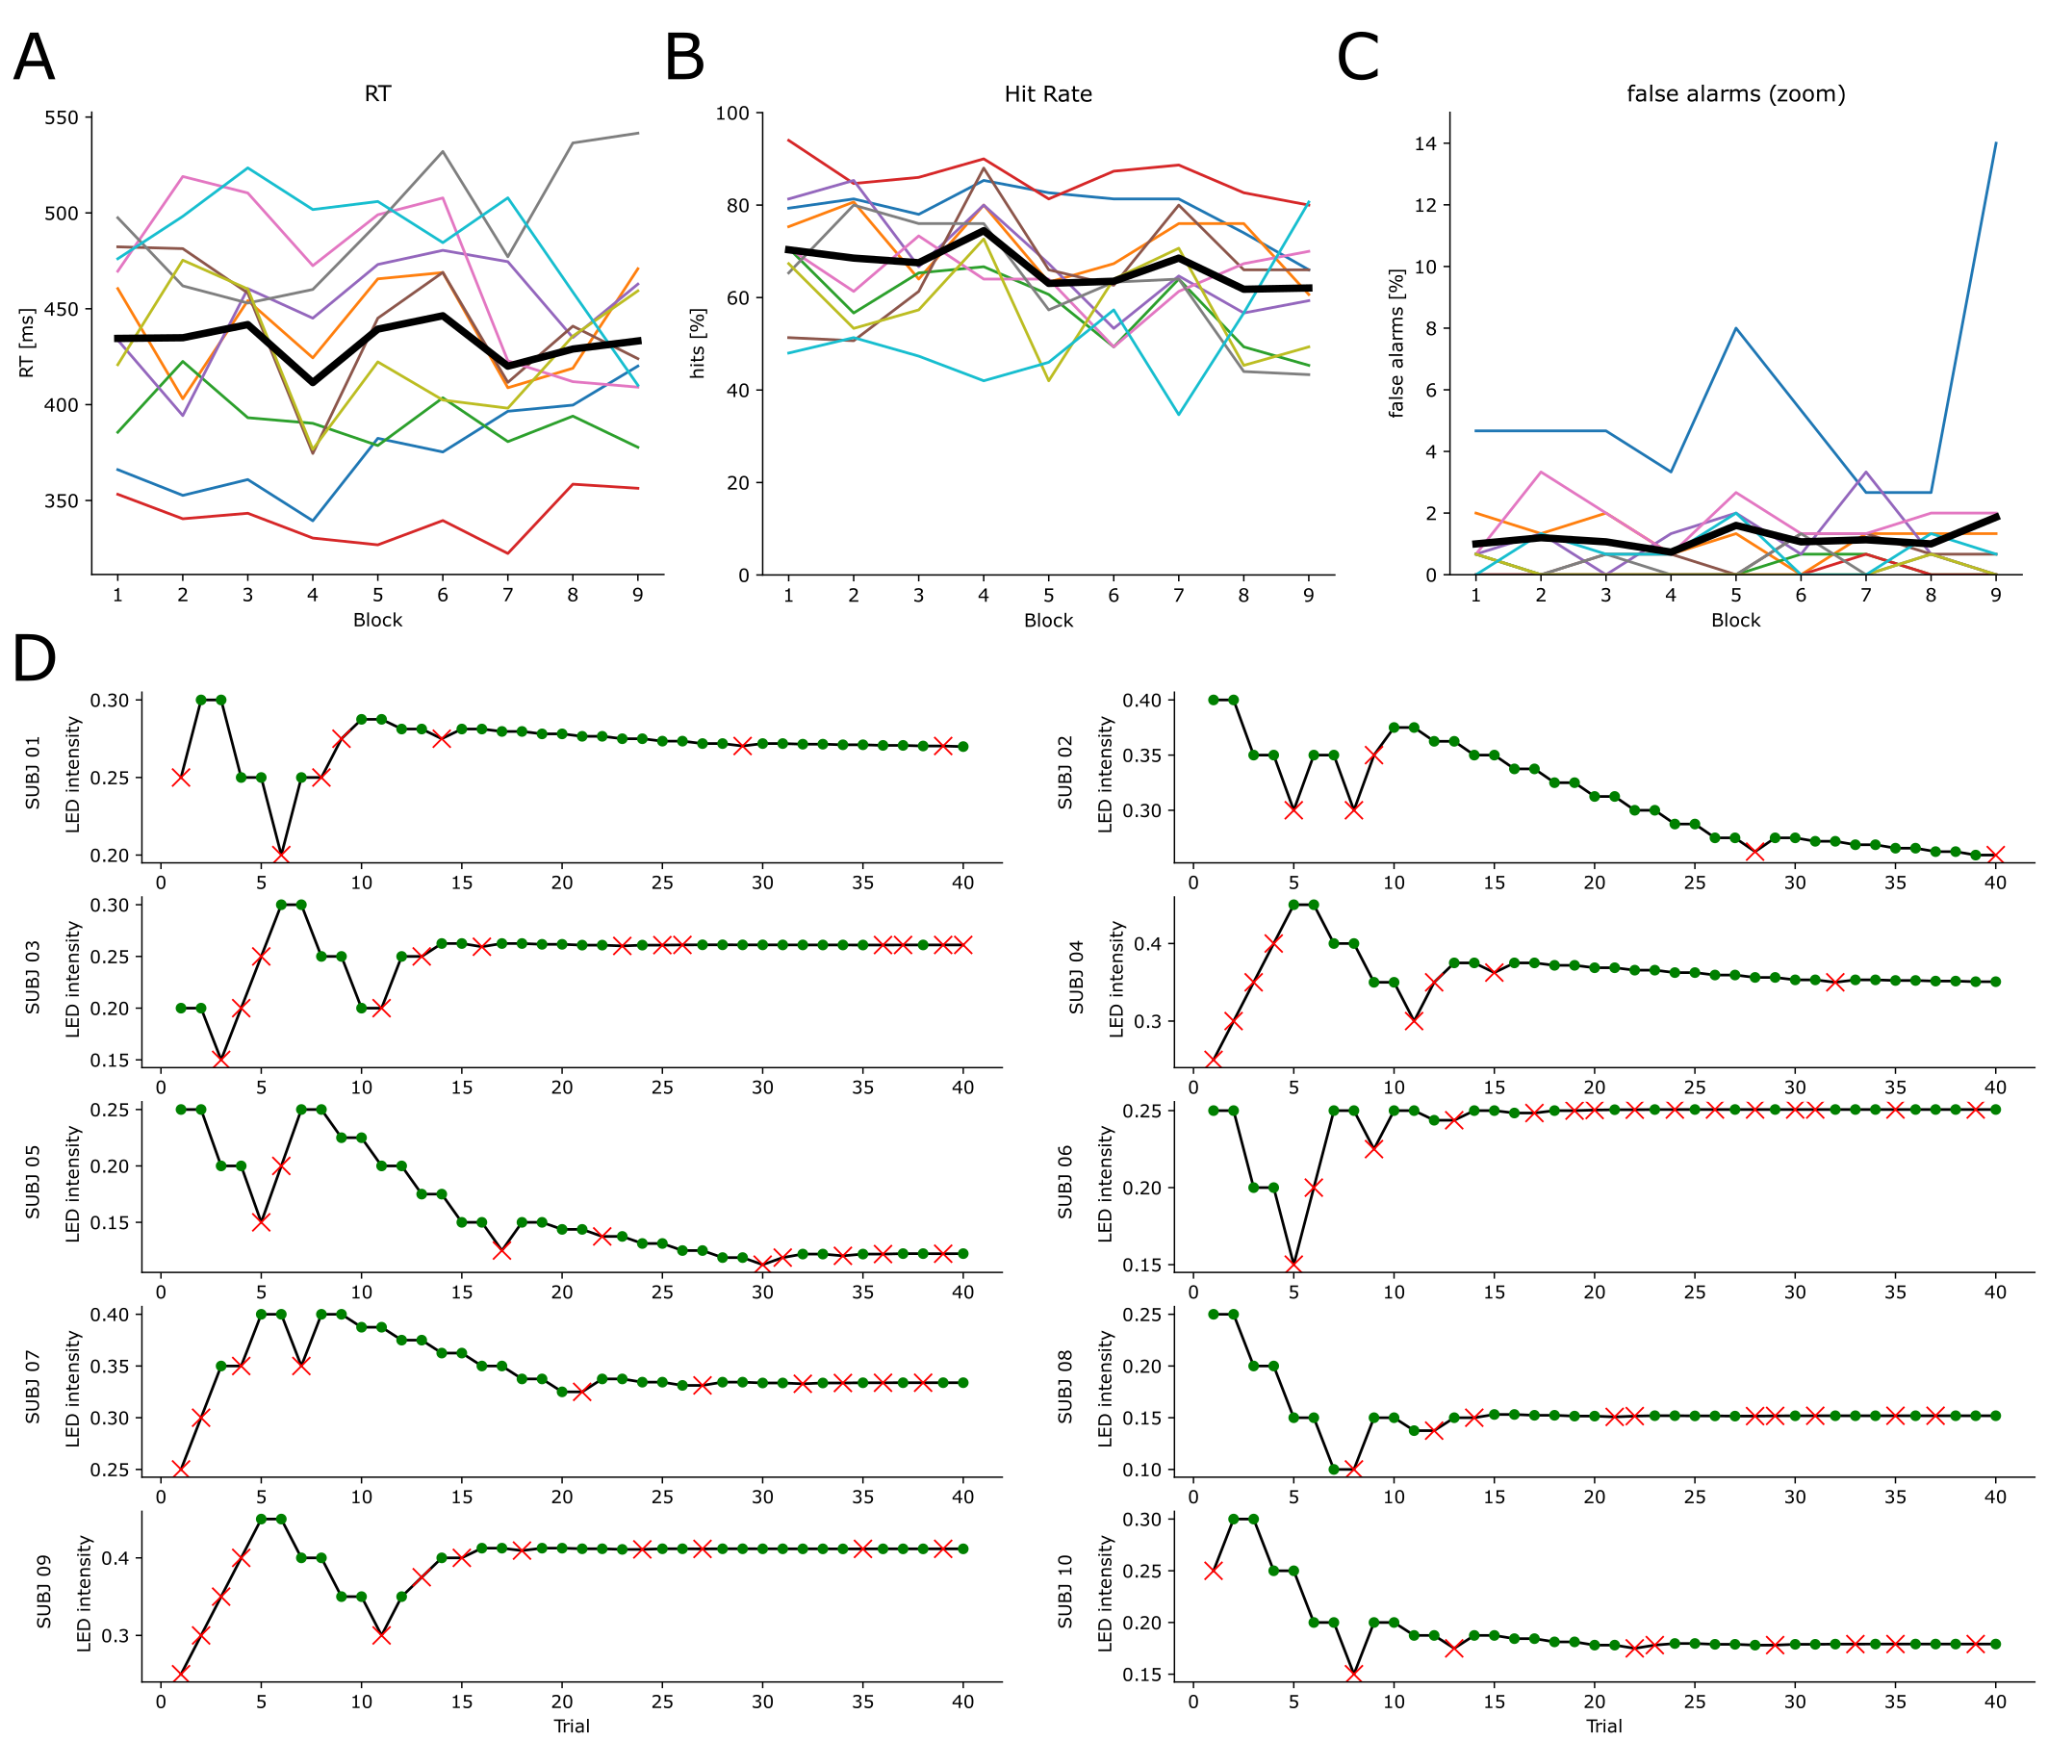 A
B
C
RT
Hit Rate
false alarms (zoom)
550
500
450
400
350
RT [ms]
1 2 3 4 5 6 7 8 9
Block
100
80
60
40
20
0
hits [%]
1 2 3 4 5 6 7 8 9
Block
14
12
10
8
6
4
2
0
false alarms [%]
1 2 3 4 5 6 7 8 9
Block
D
SUBJ 01
LED intensity
0.30
0.25
0.20
0 5 10 15 20 25 30 35 40
SUBJ 02
LED intensity
0.40
0.35
0.30
0 5 10 15 20 25 30 35 40
SUBJ 03
LED intensity
0.30
0.25
0.20
0.15
0 5 10 15 20 25 30 35 40
SUBJ 04
LED intensity
0.4
0.3
0 5 10 15 20 25 30 35 40
SUBJ 05
LED intensity
0.25
0.20
0.15
0 5 10 15 20 25 30 35 40
SUBJ 06
LED intensity
0.25
0.20
0.15
0 5 10 15 20 25 30 35 40
SUBJ 07
LED intensity
0.40
0.35
0.30
0.25
0 5 10 15 20 25 30 35 40
SUBJ 08
LED intensity
0.25
0.20
0.15
0.10
0 5 10 15 20 25 30 35 40
SUBJ 09
LED intensity
0.4
0.3
0 5 10 15 20 25 30 35 40
Trial
SUBJ 10
LED intensity
0.30
0.25
0.20
0.15
0 5 10 15 20 25 30 35 40
Trial